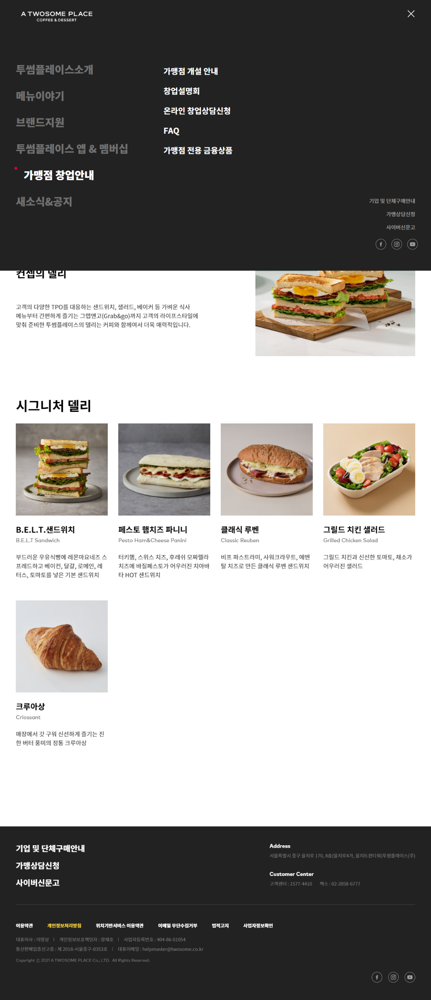 A TWOSOME PLACE
COFFEE & DESSERT
투썸플레이스소개
메뉴이야기
브랜드지원
투썸플레이스 앱 & 멤버십
가맹점 창업안내
새소식&공지
가맹점 개설 안내
창업설명회
온라인 창업상담신청
FAQ
가맹점 전용 금융상품
기업 및 단체구매안내
가맹상담신청
사이버신문고
컨셉의 델리
고객의 다양한 TPO를 대응하는 샌드위치, 샐러드, 베이커 등 가벼운 식사
메뉴부터 간편하게 즐기는 그랩앤고(Grab&go)까지 고객의 라이프스타일에
맞춰 준비한 투썸플레이스의 델리는 커피와 함께여서 더욱 매력적입니다.
시그니처 델리
B.E.L.T.샌드위치
B.E.L.T Sandwich
부드러운 우유식빵에 레몬마요네즈 스
프레드하고 베이컨, 달걀, 로메인, 레
터스, 토마토를 넣은 기본 샌드위치
페스토 햄치즈 파니니
Pesto Ham&Cheese Panini
터키햄, 스위스 치즈, 후레쉬 모짜렐라
치즈에 바질페스토가 어우러진 치아바
타 HOT 샌드위치
클래식 루벤
Classic Reuben
비프 파스트라미, 사워크라우트, 에멘
탈 치즈로 만든 클래식 루벤 샌드위치
그릴드 치킨 샐러드
Grilled Chicken Salad
그릴드 치킨과 신선한 토마토, 채소가
어우러진 샐러드
크루아상
Criossant
매장에서 갓 구워 신선하게 즐기는 진
한 버터 풍미의 정통 크루아상
기업 및 단체구매안내
가맹상담신청
사이버신문고
Address
서울특별시 중구 을지로 170, 8층(을지로4가, 을지트윈타워)투썸플레이스(주)
Customer Center
고객센터 : 1577-4410 팩스 : 02-2058-6777
이용약관 개인정보처리방침 위치기반서비스 이용약관 이메일 무단수집거부 법적고지 사업자정보확인
대표이사 : 이영상 | 개인정보보호책임자 : 장재호 | 사업자등록번호 : 404-86-01054
통신판매업종신고증 : 제 2018-서울중구-0353호 | 대표이메일 : helpmaster@twosome.co.kr
Copyright ⓒ 2021 A TWOSOME PLACE Co., LTD. All Rights Reserved.